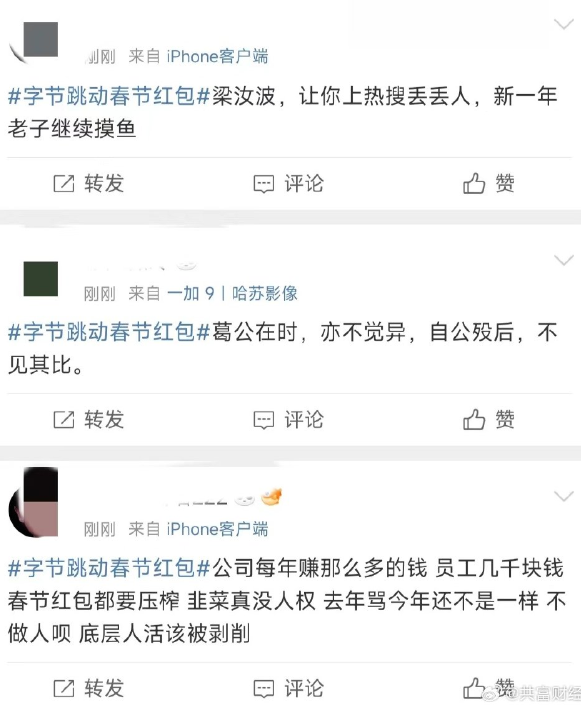 刚刚 来自 iPhone客户端
#字节跳动春节红包#梁汝波，让你上热搜丢丢人，新一年
老子继续摸鱼
转发 评论 赞
刚刚 来自 一加 9丨哈苏影像
#字节跳动春节红包#葛公在时，亦不觉异，自公殁后，不
见其比。
转发 评论 赞
刚刚 来自 iPhone客户端
#字节跳动春节红包#公司每年赚那么多的钱 员工几千块钱
春节红包都要压榨 韭菜真没人权 去年骂今年还不是一样 不
做人呗 底层人活该被剥削
转发 评论 赞
@共富财经